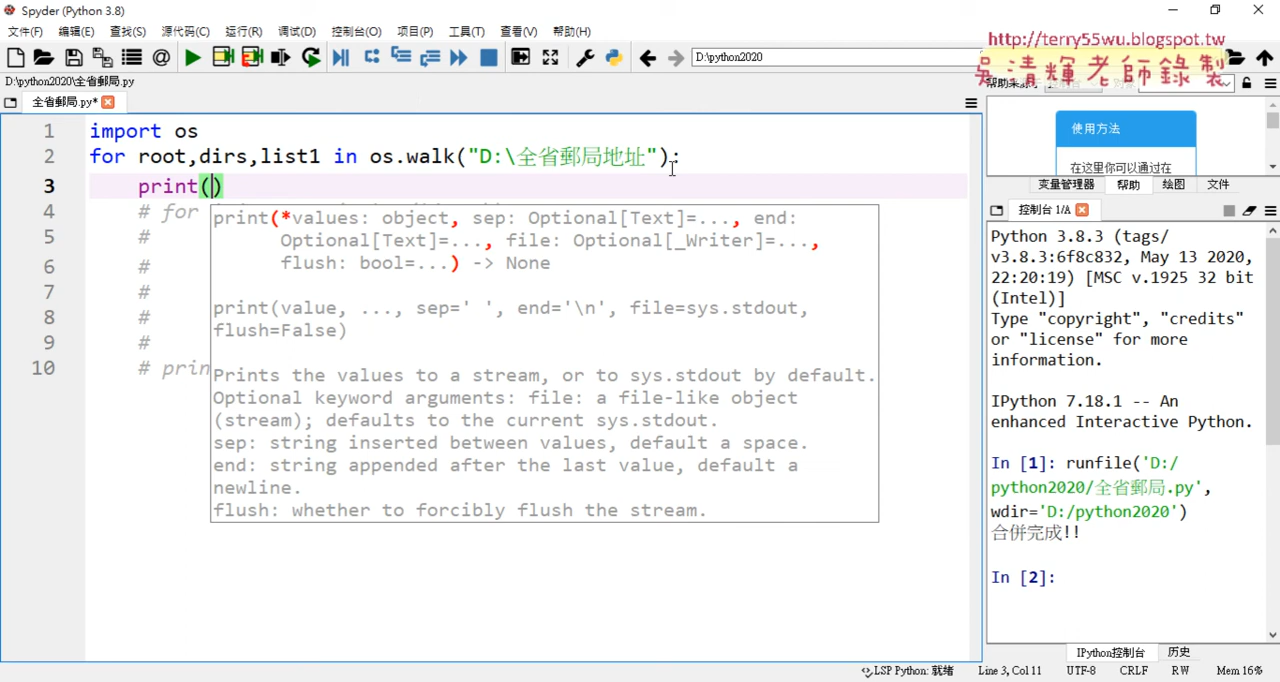 Spyder (Python 3.8)
文件(F) 编辑(E) 查找(S) 源代码(C) 运行(R) 调试(D) 控制台(O) 项目(P) 工具(T) 查看(V) 帮助(H)
http://terry55wu.blogspot.tw
D:\python2020
吳清輝老師錄製
D:\python2020\全省郵局.py
帮助来源
全省郵局.py*
使用方法
在这里你可以通过在
变量管理器 帮助 绘图 文件
控制台 1/A
1 import os
2 for root,dirs,list1 in os.walk("D:\全省郵局地址"):
3 print()
4 # for
5 #
6 #
7 #
8 #
9 #
10 # prin
print(*values: object, sep: Optional[Text]=..., end:
Optional[Text]=..., file: Optional[_Writer]=...,
flush: bool=...) -> None
print(value, ..., sep=' ', end='\n', file=sys.stdout,
flush=False)
Prints the values to a stream, or to sys.stdout by default.
Optional keyword arguments: file: a file-like object
(stream); defaults to the current sys.stdout.
sep: string inserted between values, default a space.
end: string appended after the last value, default a
newline.
flush: whether to forcibly flush the stream.
Python 3.8.3 (tags/
v3.8.3:6f8c832, May 13 2020,
22:20:19) [MSC v.1925 32 bit
(Intel)]
Type "copyright", "credits"
or "license" for more
information.
IPython 7.18.1 -- An
enhanced Interactive Python.
In [1]: runfile('D:/
python2020/全省郵局.py',
wdir='D:/python2020')
合併完成!!
In [2]:
IPython控制台 历史
LSP Python: 就绪 Line 3, Col 11 UTF-8 CRLF RW Mem 16%